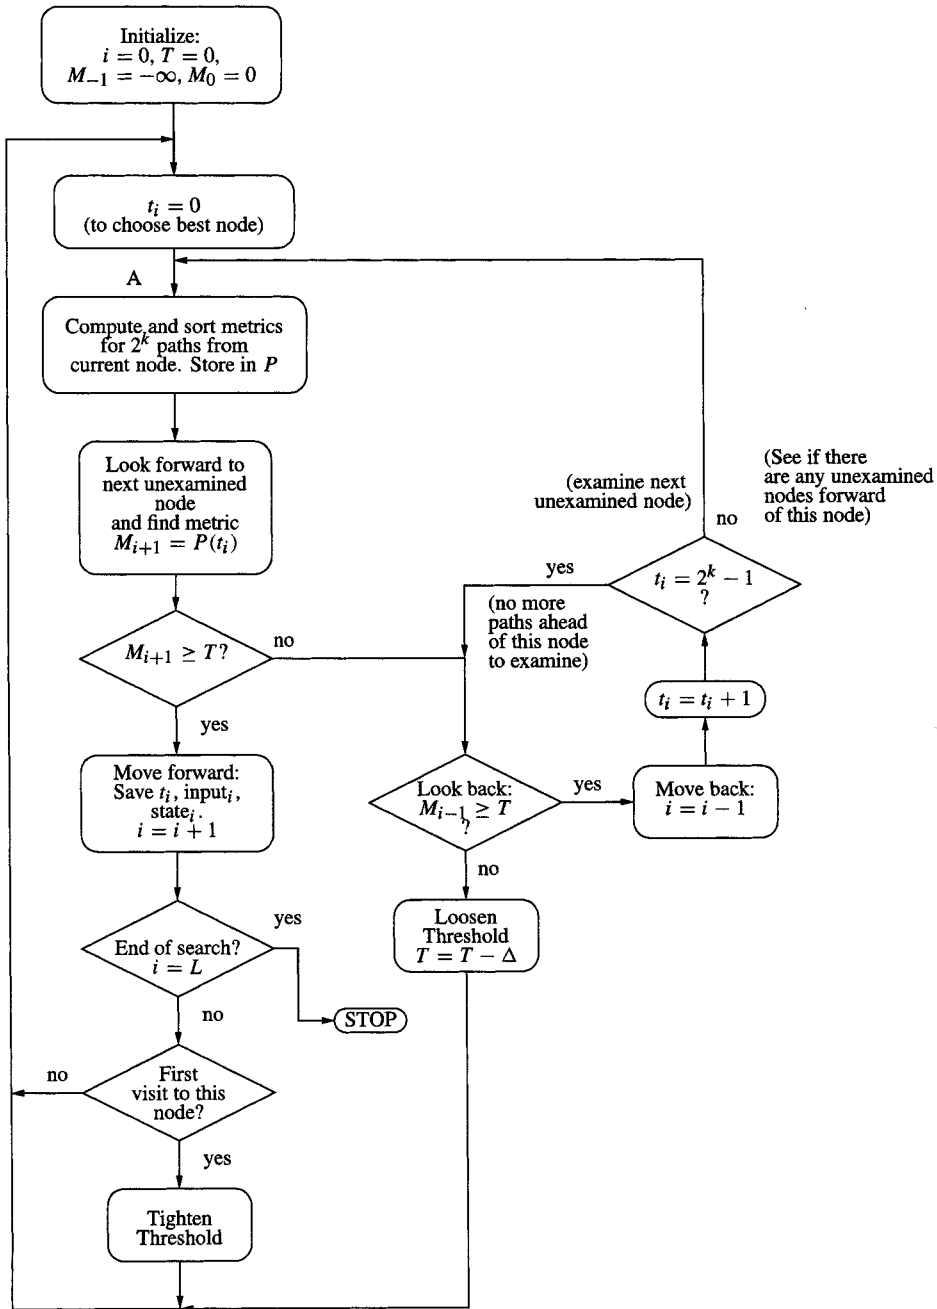 Initialize:
i = 0, T = 0,
M₋₁ = −∞, M₀ = 0
tᵢ = 0
(to choose best node)
A
Compute and sort metrics
for 2ᵏ paths from
current node. Store in P
Look forward to
next unexamined
node
and find metric
Mᵢ₊₁ = P(tᵢ)
Mᵢ₊₁ ≥ T?
no
yes
Move forward:
Save tᵢ, inputᵢ,
stateᵢ.
i = i + 1
End of search?
i = L
yes
STOP
no
First
visit to this
node?
no
yes
Tighten
Threshold
(examine next
unexamined node)
no
(See if there
are any unexamined
nodes forward
of this node)
tᵢ = 2ᵏ − 1
?
yes
(no more
paths ahead
of this node
to examine)
tᵢ = tᵢ + 1
Look back:
Mᵢ₋₁ ≥ T
?
yes
Move back:
i = i − 1
no
Loosen
Threshold
T = T − Δ